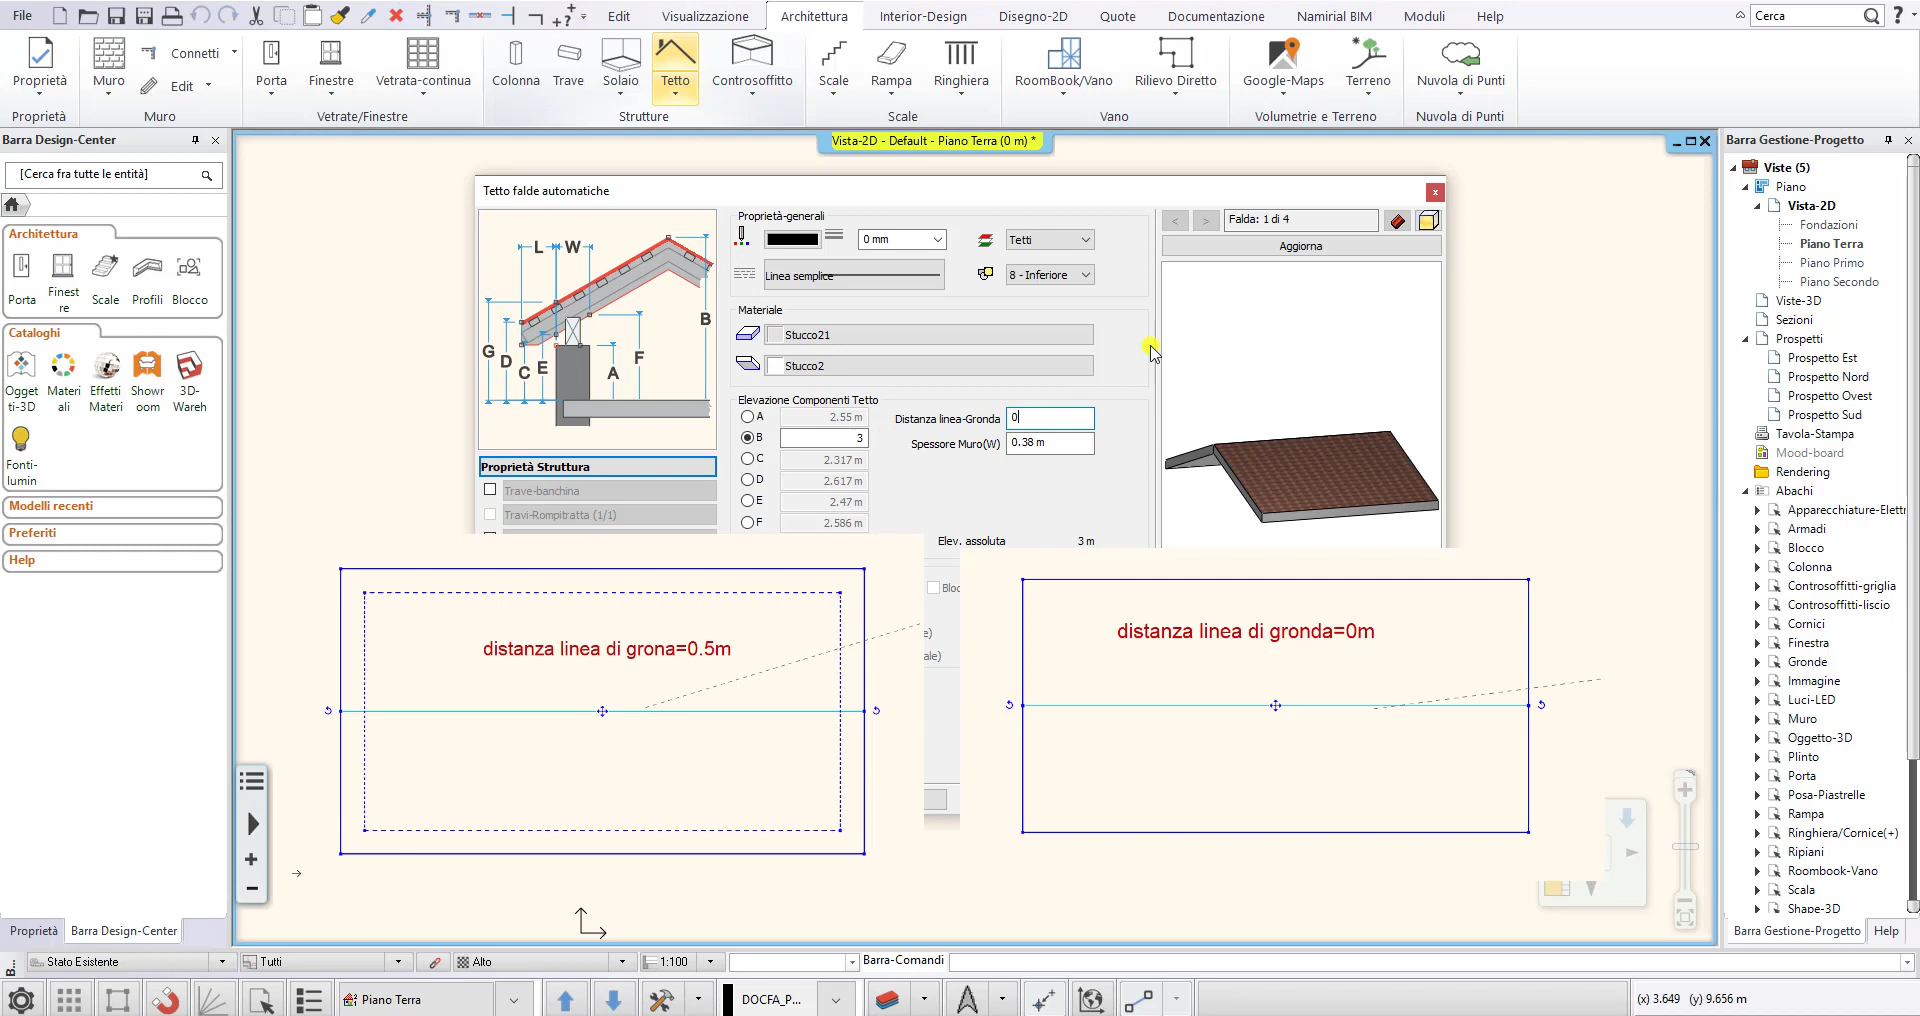 File
Edit
Visualizzazione
Architettura
Interior-Design
Disegno-2D
Quote
Documentazione
Namirial BIM
Moduli
Help
Cerca
Proprietà
Muro
Connetti
Edit
Porta
Finestre
Vetrata-continua
Colonna
Trave
Solaio
Tetto
Controsoffitto
Scale
Rampa
Ringhiera
RoomBook/Vano
Rilievo Diretto
Google-Maps
Terreno
Nuvola di Punti
Proprietà
Muro
Vetrate/Finestre
Strutture
Scale
Vano
Volumetrie e Terreno
Nuvola di Punti
Barra Design-Center
[Cerca fra tutte le entità]
Architettura
Porta
Finest
re
Scale
Profili
Blocco
Cataloghi
Ogget
ti-3D
Materi
ali
Effetti
Materi
Showr
oom
3D-
Wareh
Fonti-
lumin
Modelli recenti
Preferiti
Help
Proprietà
Barra Design-Center
Vista-2D - Default - Piano Terra (0 m) *
Tetto falde automatiche
L
W
B
G
D
C
E
A
F
Proprietà Struttura
Trave-banchina
Travi-Rompitratta (1/1)
Proprietà-generali
0 mm
Tetti
Linea semplice
8 - Inferiore
Materiale
Stucco21
Stucco2
Elevazione Componenti Tetto
A 2.55 m
B 3
C 2.317 m
D 2.617 m
E 2.47 m
F 2.586 m
Distanza linea-Gronda 0
Spessore Muro(W) 0.38 m
Elev. assoluta 3 m
Bloc
e)
ale)
< > Falda: 1 di 4
Aggiorna
distanza linea di grona=0.5m
distanza linea di gronda=0m
Barra Gestione-Progetto
Viste (5)
Piano
Vista-2D
Fondazioni
Piano Terra
Piano Primo
Piano Secondo
Viste-3D
Sezioni
Prospetti
Prospetto Est
Prospetto Nord
Prospetto Ovest
Prospetto Sud
Tavola-Stampa
Mood-board
Rendering
Abachi
Apparecchiature-Elettr
Armadi
Blocco
Colonna
Controsoffitti-griglia
Controsoffitti-liscio
Cornici
Finestra
Gronde
Immagine
Luci-LED
Muro
Oggetto-3D
Plinto
Porta
Posa-Piastrelle
Rampa
Ringhiera/Cornice(+)
Ripiani
Roombook-Vano
Scala
Shape-3D
Barra Gestione-Progetto
Help
B...
Stato Esistente
Tutti
Alto
1:100
Barra-Comandi
Piano Terra
DOCFA_P...
(x) 3.649 (y) 9.656 m